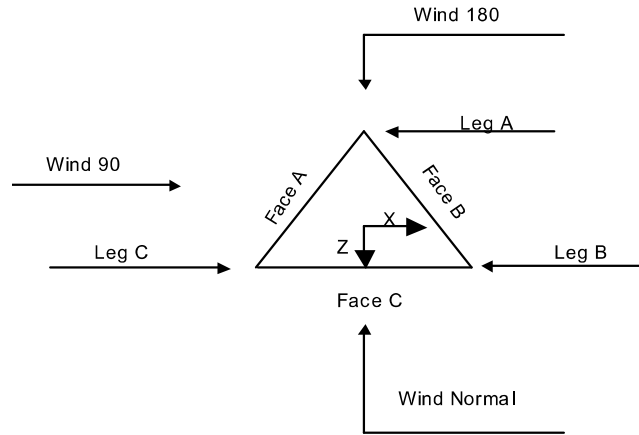 Wind 180
Leg A
Wind 90
Face A
Face B
X
Z
Leg C
Leg B
Face C
Wind Normal